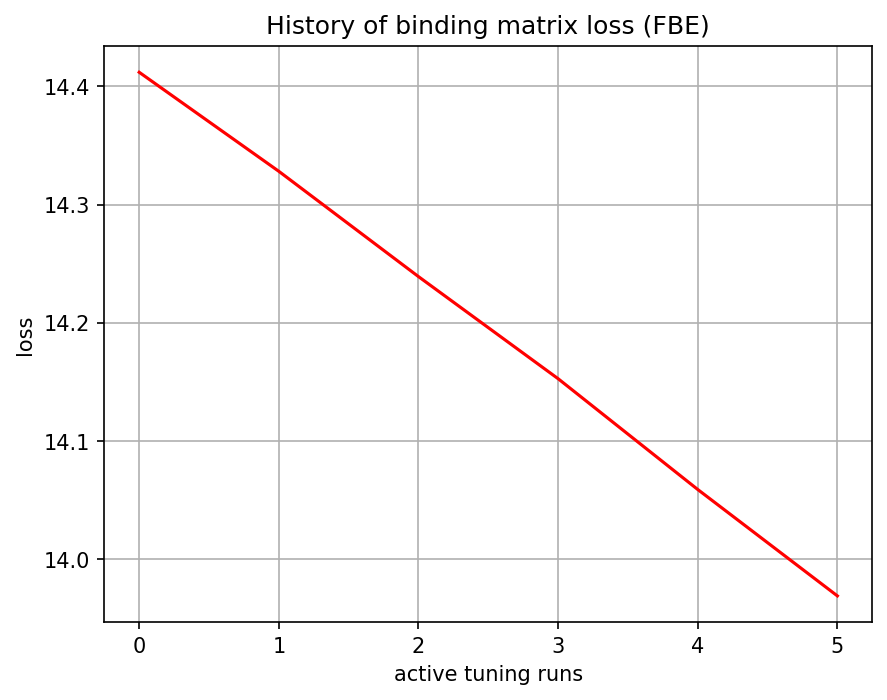 History of binding matrix loss (FBE)
14.4
14.3
14.2
14.1
14.0
loss
0 1 2 3 4 5
active tuning runs